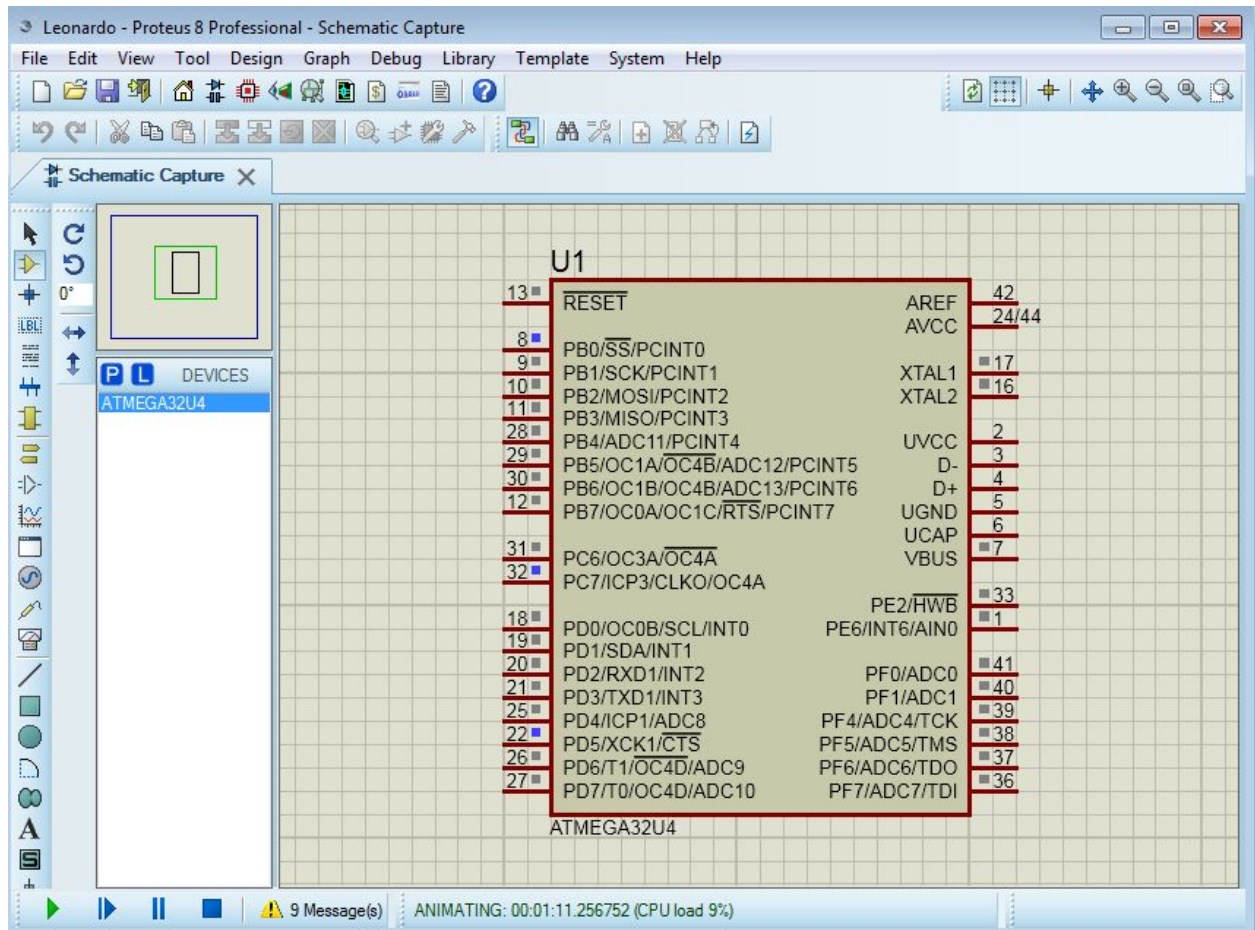 Leonardo - Proteus 8 Professional - Schematic Capture
File Edit View Tool Design Graph Debug Library Template System Help
Schematic Capture
0°
LBL
P L DEVICES
ATMEGA32U4
A
S
U1
13 RESET
8 PB0/SS/PCINT0
9 PB1/SCK/PCINT1
10 PB2/MOSI/PCINT2
11 PB3/MISO/PCINT3
28 PB4/ADC11/PCINT4
29 PB5/OC1A/OC4B/ADC12/PCINT5
30 PB6/OC1B/OC4B/ADC13/PCINT6
12 PB7/OC0A/OC1C/RTS/PCINT7
31 PC6/OC3A/OC4A
32 PC7/ICP3/CLKO/OC4A
18 PD0/OC0B/SCL/INT0
19 PD1/SDA/INT1
20 PD2/RXD1/INT2
21 PD3/TXD1/INT3
25 PD4/ICP1/ADC8
22 PD5/XCK1/CTS
26 PD6/T1/OC4D/ADC9
27 PD7/T0/OC4D/ADC10
AREF 42
AVCC 24/44
XTAL1 17
XTAL2 16
UVCC 2
D- 3
D+ 4
UGND 5
UCAP 6
VBUS 7
PE2/HWB 33
PE6/INT6/AIN0 1
PF0/ADC0 41
PF1/ADC1 40
PF4/ADC4/TCK 39
PF5/ADC5/TMS 38
PF6/ADC6/TDO 37
PF7/ADC7/TDI 36
ATMEGA32U4
9 Message(s) ANIMATING: 00:01:11.256752 (CPU load 9%)